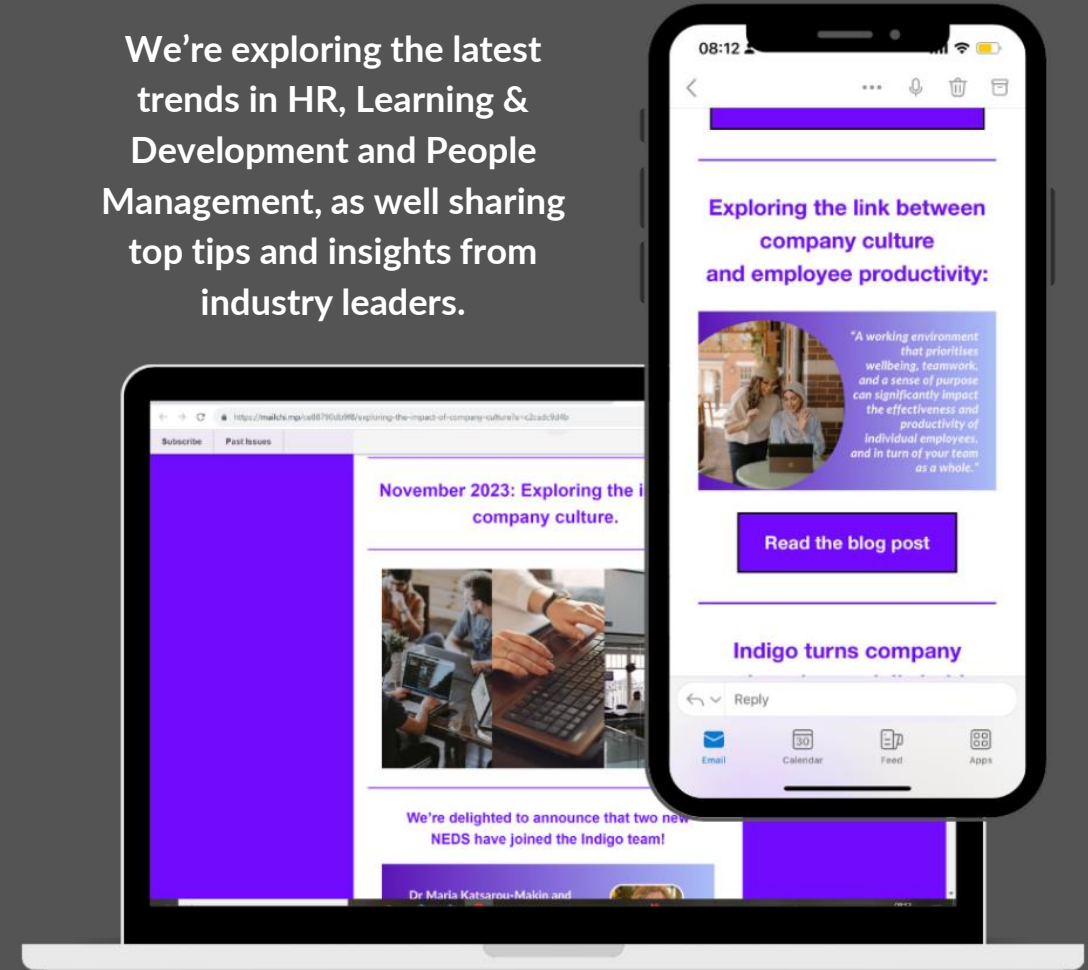 We're exploring the latest
trends in HR, Learning &
Development and People
Management, as well sharing
top tips and insights from
industry leaders.
08:12
Exploring the link between
company culture
and employee productivity:
"A working environment
that prioritises
wellbeing, teamwork,
and a sense of purpose
can significantly impact
the effectiveness and
productivity of
individual employees,
and in turn of your team
as a whole."
Read the blog post
Indigo turns company
Reply
30
Email Calendar Feed Apps
Subscribe Past Issues
November 2023: Exploring the
company culture.
We're delighted to announce that two new
NEDS have joined the Indigo team!
Dr Maria Katsarou-Makin and